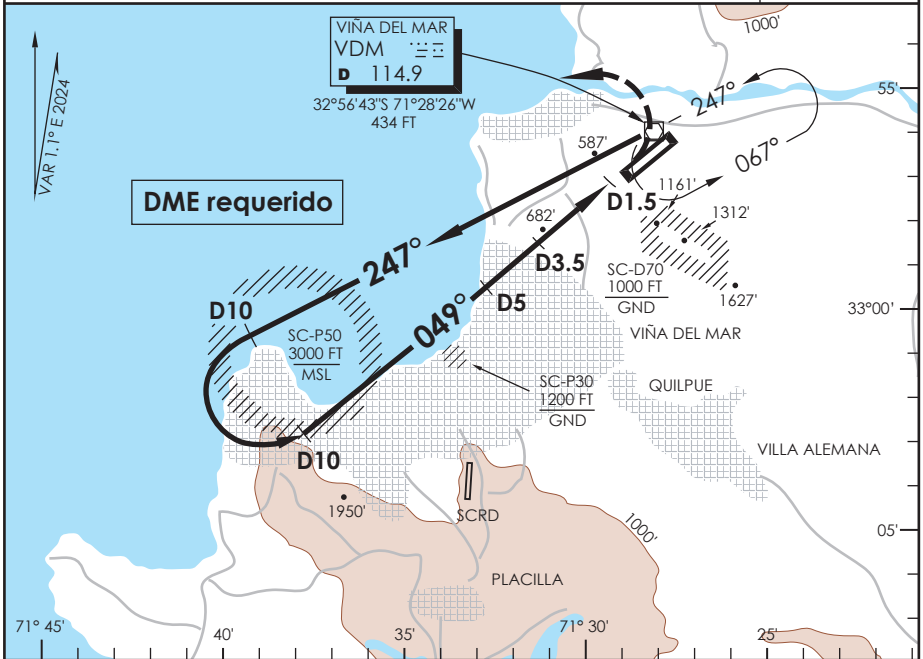 1000'
VIÑA DEL MAR
VDM
D 114.9
32°56'43"S 71°28'26"W
434 FT
VAR 1.1° E 2024
DME requerido
55'
247°
067°
587'
D1.5
1161'
1312'
682'
D3.5
SC-D70
1000 FT
GND
1627'
247°
D5
049°
D10
SC-P50
3000 FT
MSL
33°00'
VIÑA DEL MAR
SC-P30
1200 FT
GND
QUILPUE
VILLA ALEMANA
D10
1950'
SCRD
1000'
05'
PLACILLA
71° 45'
40'
35'
71° 30'
25'